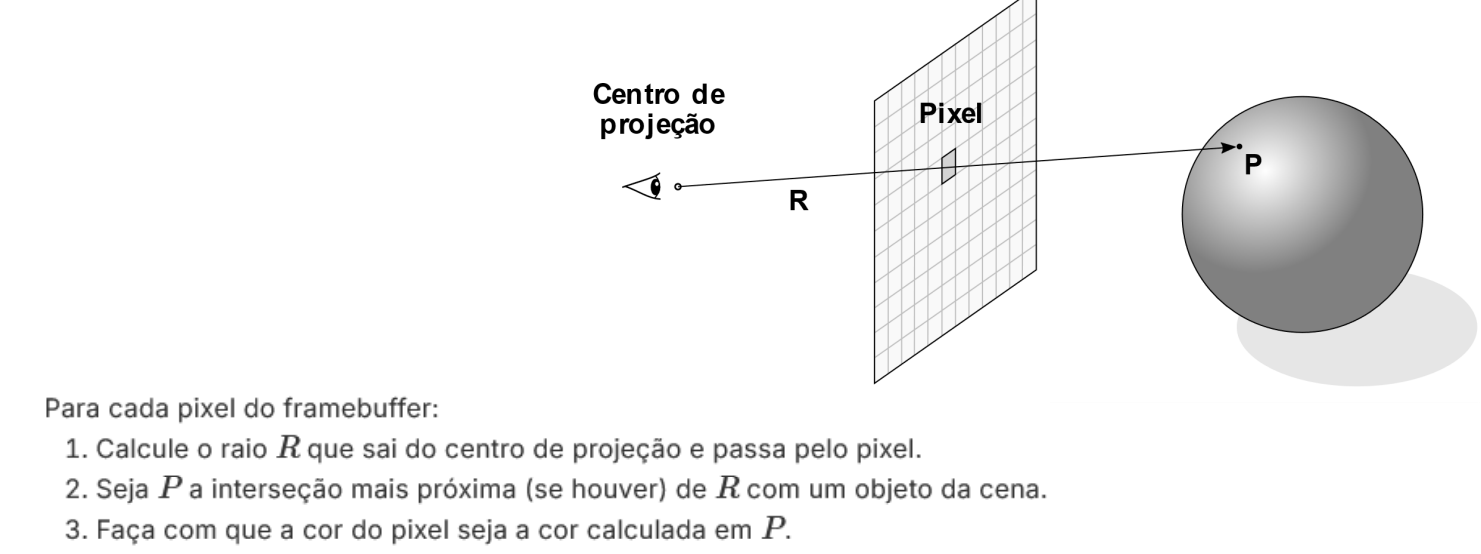 Centro de
projeção
Pixel
P
R
Para cada pixel do framebuffer:
1. Calcule o raio R que sai do centro de projeção e passa pelo pixel.
2. Seja P a interseção mais próxima (se houver) de R com um objeto da cena.
3. Faça com que a cor do pixel seja a cor calculada em P.